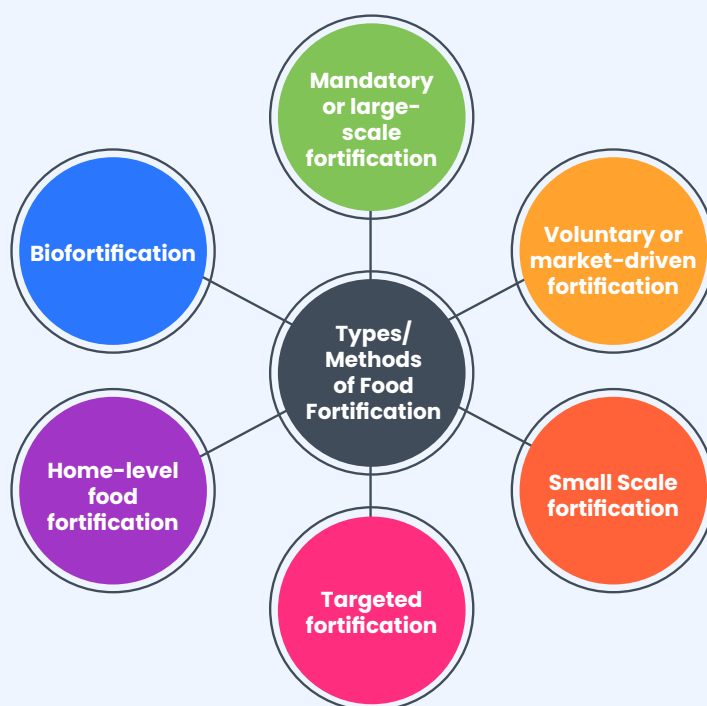 Mandatory
or large-
scale
fortification
Biofortification
Voluntary or
market-driven
fortification
Types/
Methods
of Food
Fortification
Home-level
food
fortification
Small Scale
fortification
Targeted
fortification